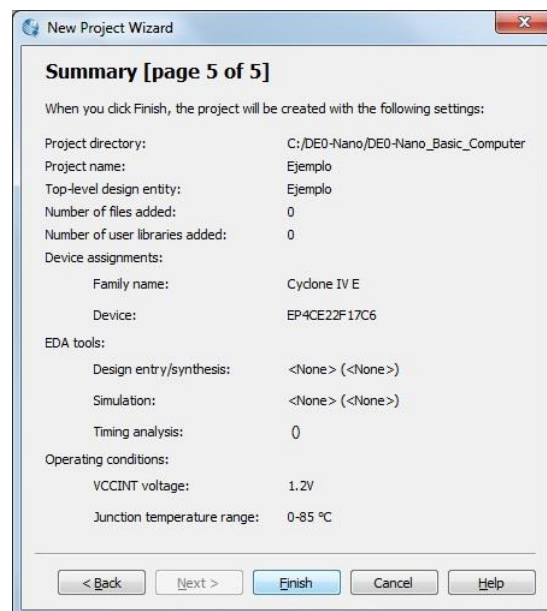 New Project Wizard
Summary [page 5 of 5]
When you click Finish, the project will be created with the following settings:
Project directory: C:/DE0-Nano/DE0-Nano_Basic_Computer
Project name: Ejemplo
Top-level design entity: Ejemplo
Number of files added: 0
Number of user libraries added: 0
Device assignments:
Family name: Cyclone IV E
Device: EP4CE22F17C6
EDA tools:
Design entry/synthesis: <None> (<None>)
Simulation: <None> (<None>)
Timing analysis: ()
Operating conditions:
VCCINT voltage: 1.2V
Junction temperature range: 0-85 ºC
< Back Next > Finish Cancel Help